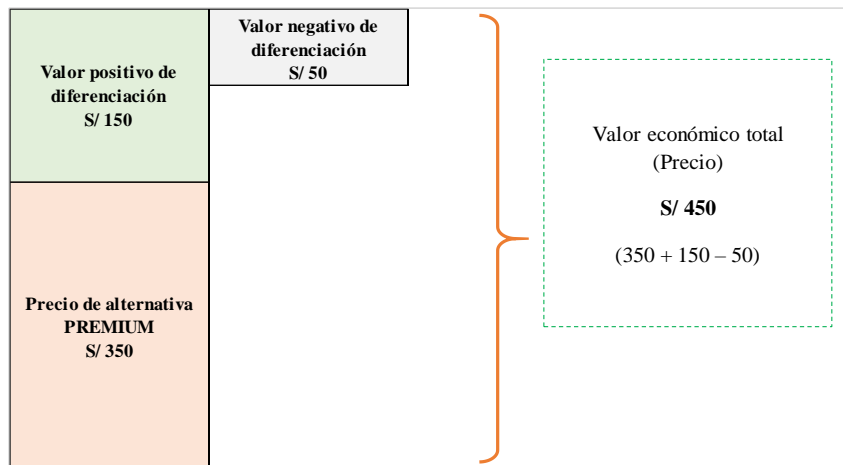 Valor positivo de
diferenciación
S/ 150
Valor negativo de
diferenciación
S/ 50
Precio de alternativa
PREMIUM
S/ 350
Valor económico total
(Precio)
S/ 450
(350 + 150 – 50)